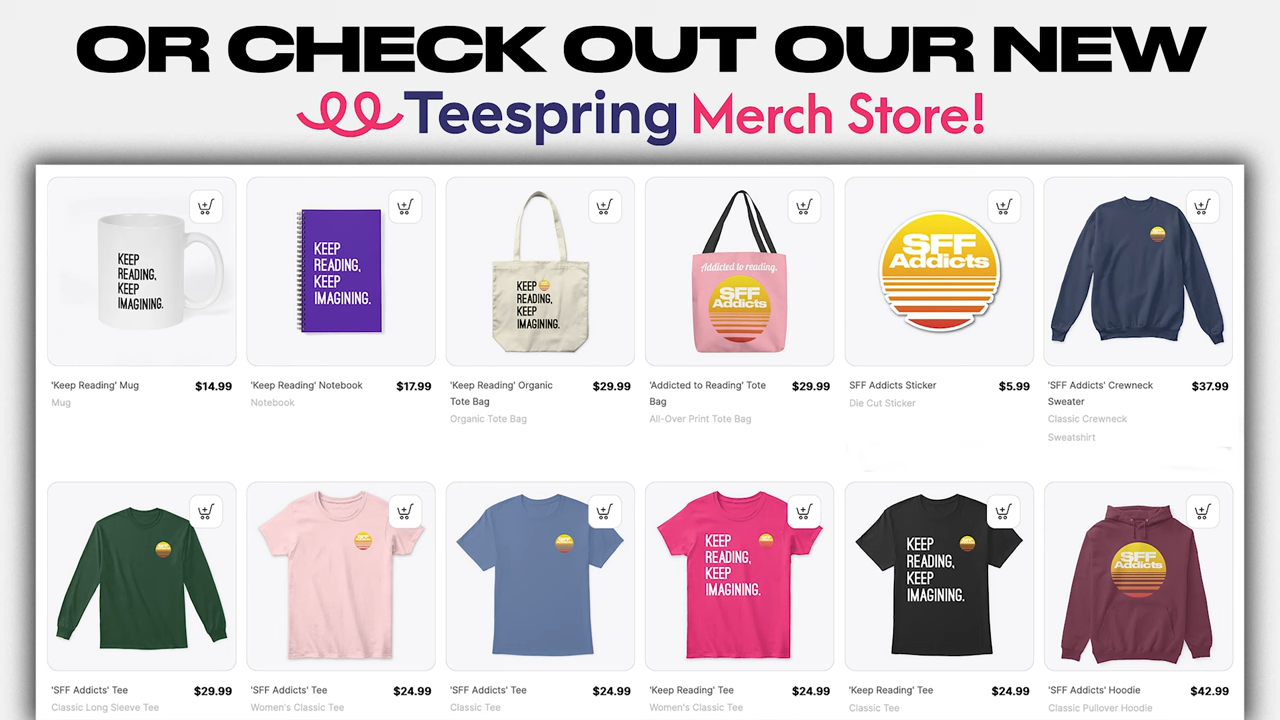 OR CHECK OUT OUR NEW
Teespring Merch Store!
KEEP
READING,
KEEP
IMAGINING.
KEEP
READING,
KEEP
IMAGINING.
KEEP
READING,
KEEP
IMAGINING.
Addicted to reading.
SFF
Addicts
SFF
Addicts
'Keep Reading' Mug $14.99
Mug
'Keep Reading' Notebook $17.99
Notebook
'Keep Reading' Organic $29.99
Tote Bag
Organic Tote Bag
'Addicted to Reading' Tote $29.99
Bag
All-Over Print Tote Bag
SFF Addicts Sticker $5.99
Die Cut Sticker
'SFF Addicts' Crewneck $37.99
Sweater
Classic Crewneck
Sweatshirt
KEEP
READING,
KEEP
IMAGINING.
KEEP
READING,
KEEP
IMAGINING.
SFF
Addicts
'SFF Addicts' Tee $29.99
Classic Long Sleeve Tee
'SFF Addicts' Tee $24.99
Women's Classic Tee
'SFF Addicts' Tee $24.99
Classic Tee
'Keep Reading' Tee $24.99
Women's Classic Tee
'Keep Reading' Tee $24.99
Classic Tee
'SFF Addicts' Hoodie $42.99
Classic Pullover Hoodie